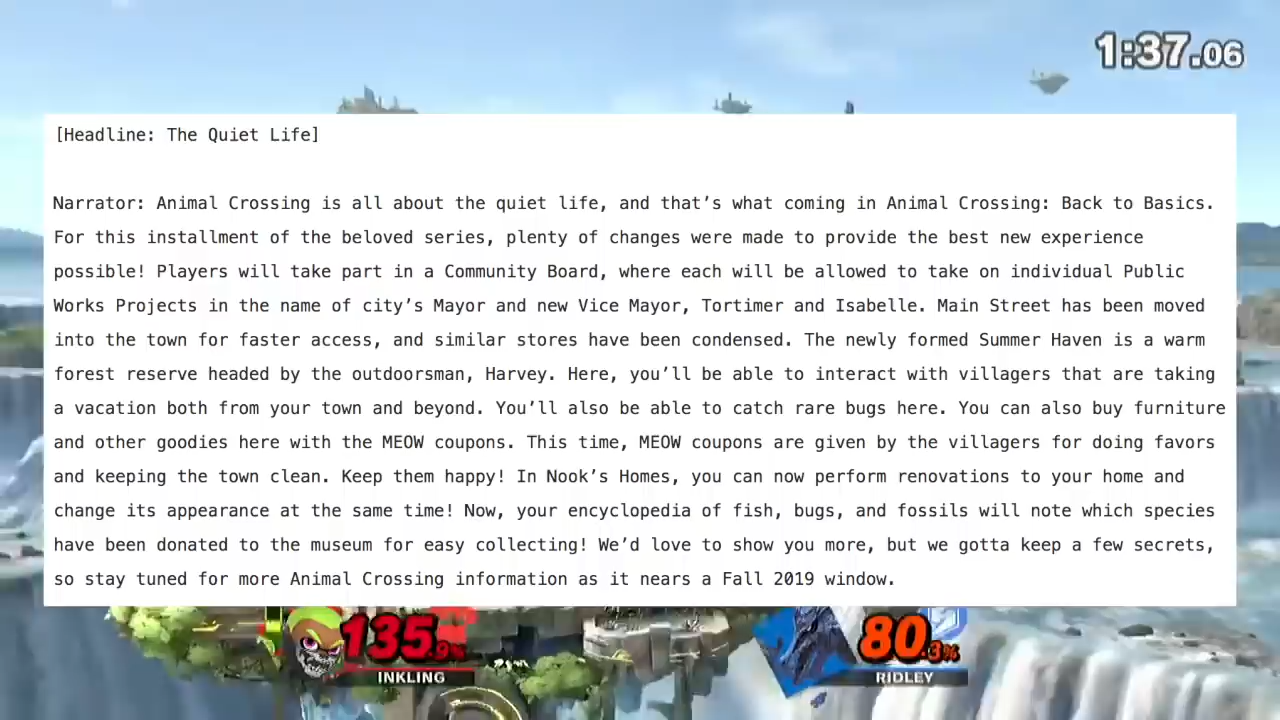 1:37.06
[Headline: The Quiet Life]
Narrator: Animal Crossing is all about the quiet life, and that’s what coming in Animal Crossing: Back to Basics.
For this installment of the beloved series, plenty of changes were made to provide the best new experience
possible! Players will take part in a Community Board, where each will be allowed to take on individual Public
Works Projects in the name of city’s Mayor and new Vice Mayor, Tortimer and Isabelle. Main Street has been moved
into the town for faster access, and similar stores have been condensed. The newly formed Summer Haven is a warm
forest reserve headed by the outdoorsman, Harvey. Here, you’ll be able to interact with villagers that are taking
a vacation both from your town and beyond. You’ll also be able to catch rare bugs here. You can also buy furniture
and other goodies here with the MEOW coupons. This time, MEOW coupons are given by the villagers for doing favors
and keeping the town clean. Keep them happy! In Nook’s Homes, you can now perform renovations to your home and
change its appearance at the same time! Now, your encyclopedia of fish, bugs, and fossils will note which species
have been donated to the museum for easy collecting! We’d love to show you more, but we gotta keep a few secrets,
so stay tuned for more Animal Crossing information as it nears a Fall 2019 window.
135.9%
INKLING
80.3%
RIDLEY